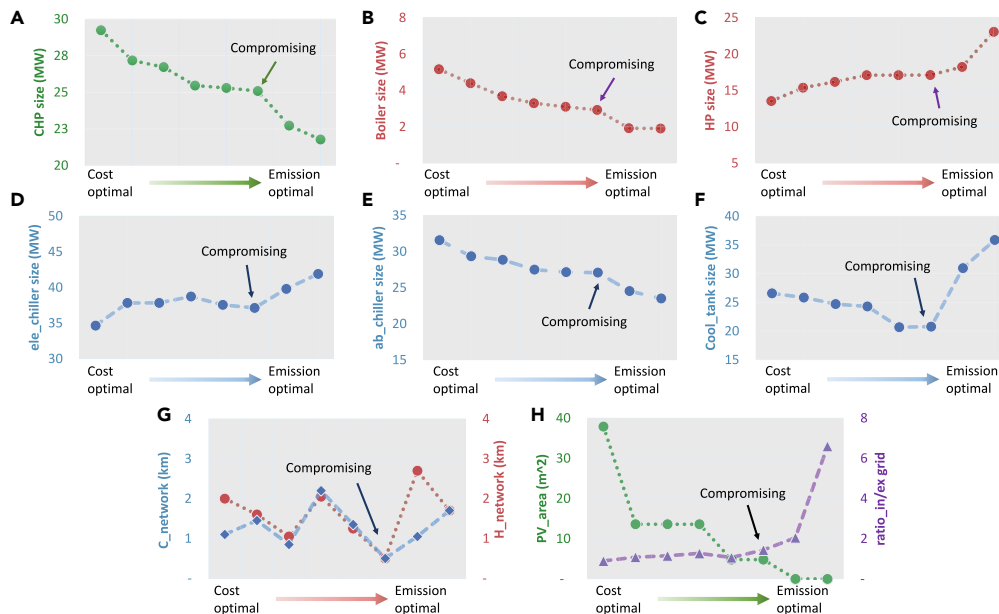 A
CHP size (MW)
30
28
25
23
20
Compromising
Cost
optimal
Emission
optimal
B
Boiler size (MW)
8
6
4
2
-
Compromising
Cost
optimal
Emission
optimal
C
HP size (MW)
25
20
15
10
5
Compromising
Cost
optimal
Emission
optimal
D
ele_chiller size (MW)
50
45
40
35
30
Compromising
Cost
optimal
Emission
optimal
E
ab_chiller size (MW)
35
30
25
20
15
Compromising
Cost
optimal
Emission
optimal
F
Cool_tank size (MW)
40
35
30
25
20
15
Compromising
Cost
optimal
Emission
optimal
G
C_network (km)
4
3
2
1
-
Compromising
4
3
2
1
-
H_network (km)
Cost
optimal
Emission
optimal
H
PV_area (m^2)
40
30
20
10
-
Compromising
8
6
4
2
-
ratio_in/ex grid
Cost
optimal
Emission
optimal